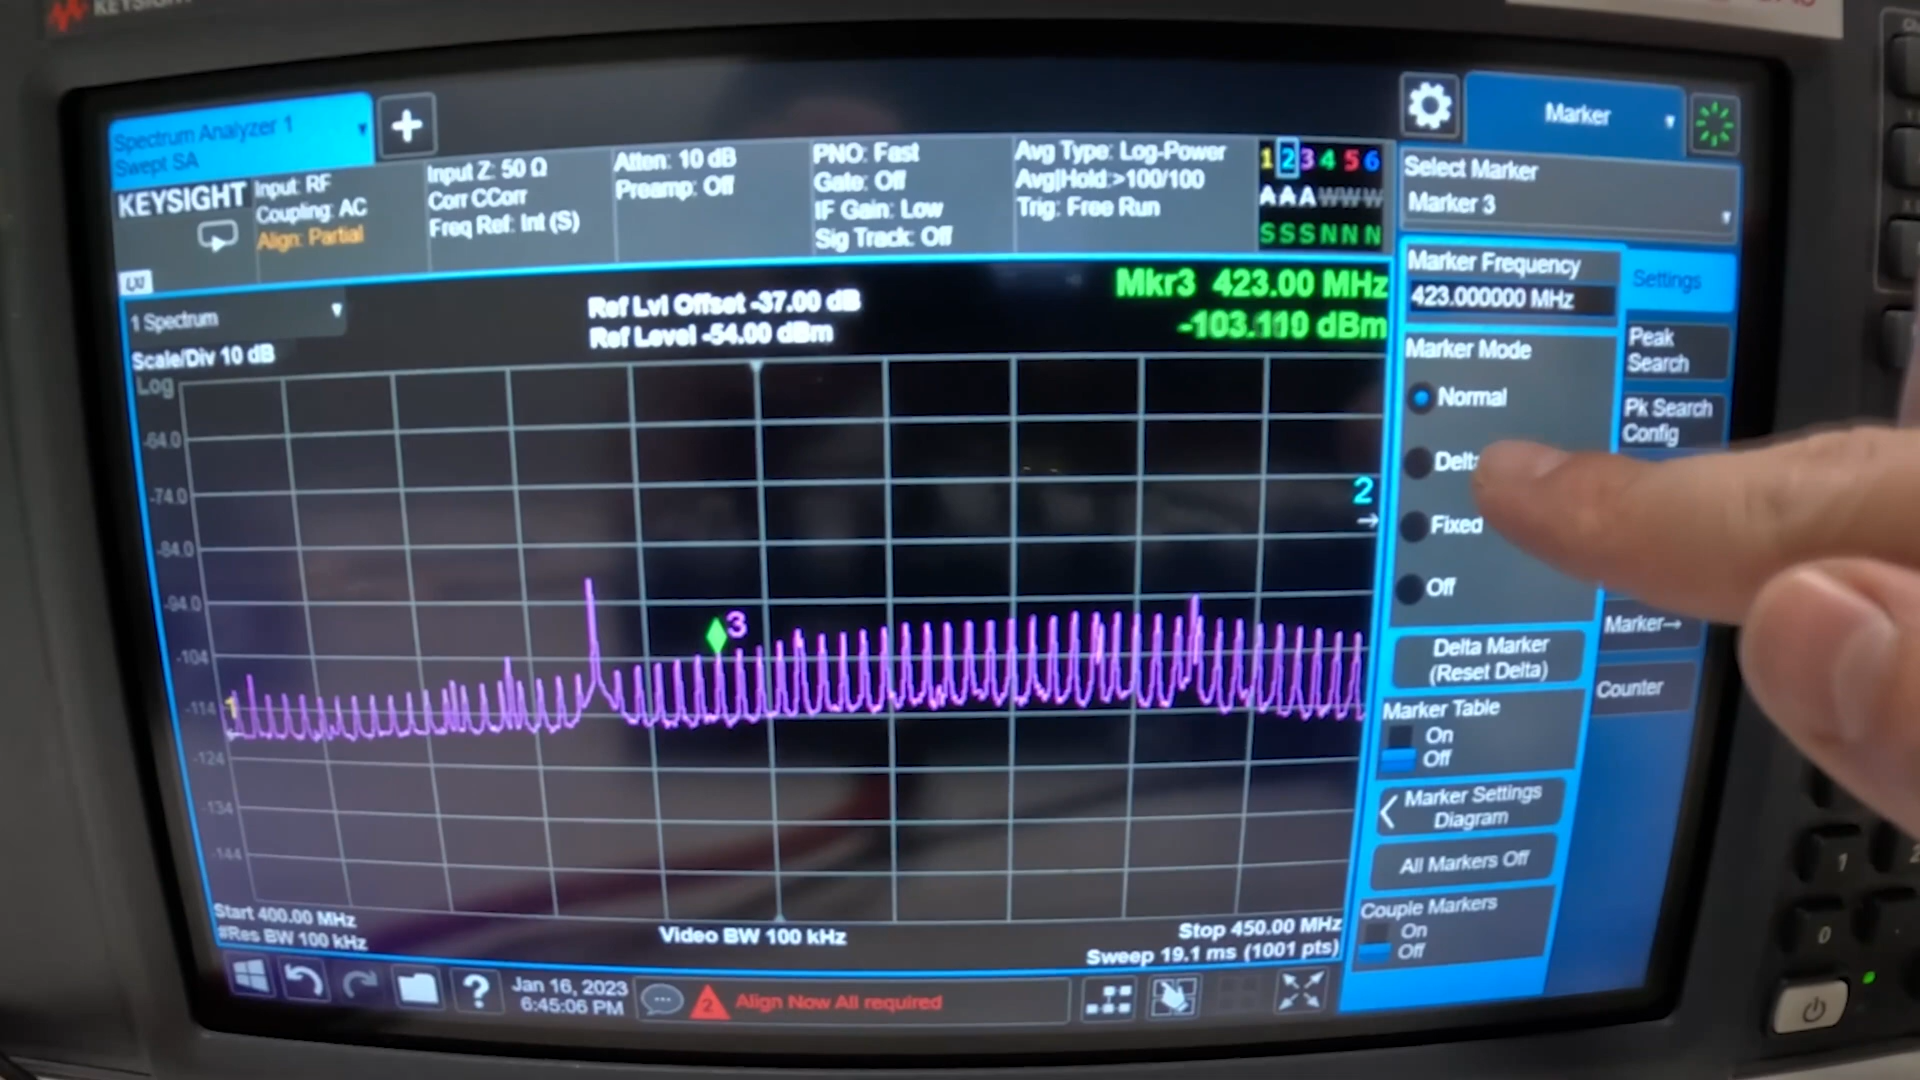 KEYSIGHT
Spectrum Analyzer 1
Swept SA
KEYSIGHT
Input: RF
Coupling: AC
Align: Partial
Input Z: 50 Ω
Corr CCorr
Freq Ref: Int (S)
Atten: 10 dB
Preamp: Off
PNO: Fast
Gate: Off
IF Gain: Low
Sig Track: Off
Avg Type: Log-Power
Avg|Hold:>100/100
Trig: Free Run
1 2 3 4 5 6
A A A W W W
S S S N N N
Marker
Select Marker
Marker 3
LXI
1 Spectrum
Scale/Div 10 dB
Log
Ref Lvl Offset -37.00 dB
Ref Level -54.00 dBm
Mkr3 423.00 MHz
-103.110 dBm
-64.0
-74.0
-84.0
-94.0
-104
-114
-124
-134
-144
1
2
3
Start 400.00 MHz
#Res BW 100 kHz
Video BW 100 kHz
Stop 450.00 MHz
Sweep 19.1 ms (1001 pts)
Marker Frequency
423.000000 MHz
Marker Mode
Normal
Delta
Fixed
Off
Delta Marker
(Reset Delta)
Marker Table
On
Off
Marker Settings
Diagram
All Markers Off
Couple Markers
On
Off
Settings
Peak
Search
Pk Search
Config
Marker→
Counter
?
Jan 16, 2023
6:45:06 PM
2
Align Now All required
1
2
0